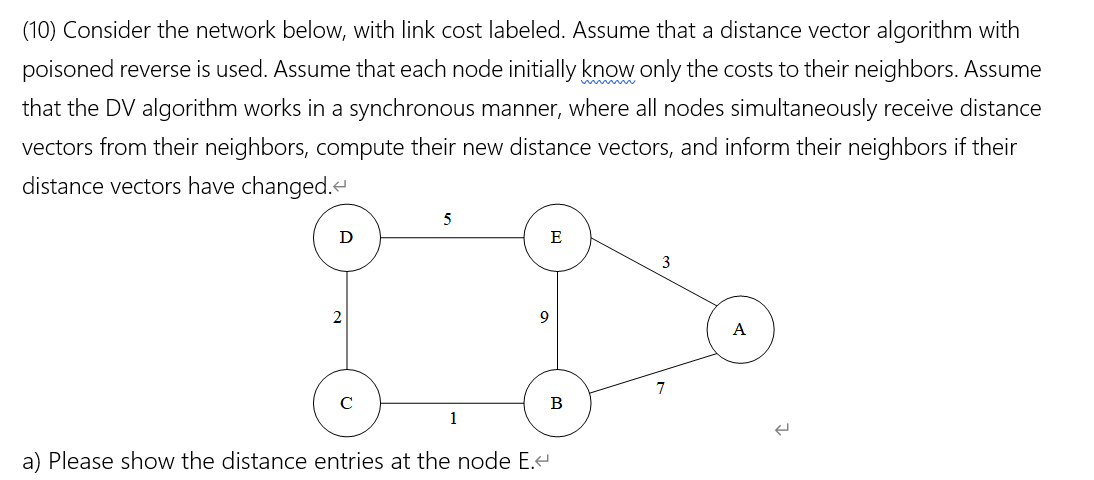 (10) Consider the network below, with link cost labeled. Assume that a distance vector algorithm with
poisoned reverse is used. Assume that each node initially know only the costs to their neighbors. Assume
that the DV algorithm works in a synchronous manner, where all nodes simultaneously receive distance
vectors from their neighbors, compute their new distance vectors, and inform their neighbors if their
distance vectors have changed.↵
5
D
E
3
2
9
A
7
C
B
1
↵
a) Please show the distance entries at the node E.↵